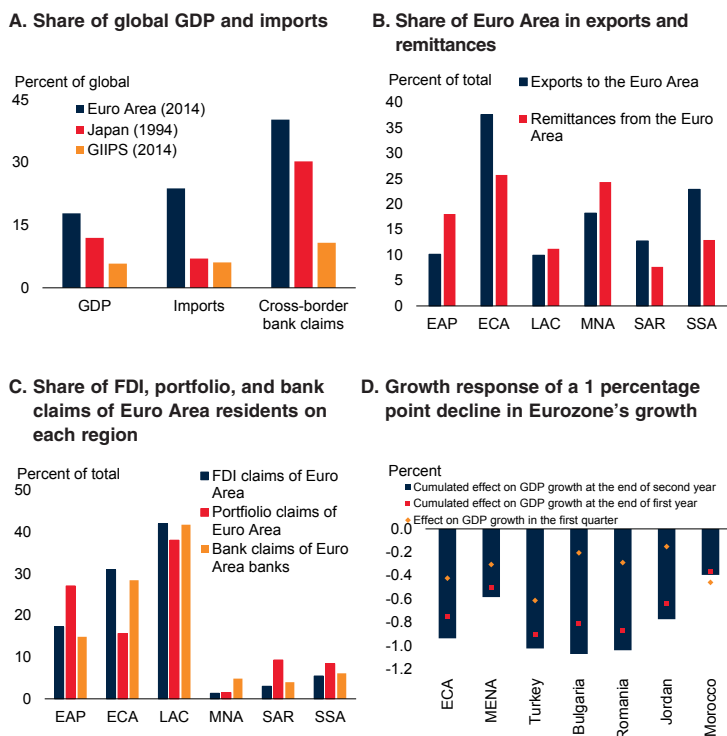 A. Share of global GDP and imports
Percent of global
45
30
15
0
Euro Area (2014)
Japan (1994)
GIIPS (2014)
GDP
Imports
Cross-border
bank claims
B. Share of Euro Area in exports and
remittances
Percent of total
40
35
30
25
20
15
10
5
0
Exports to the Euro Area
Remittances from the Euro
Area
EAP
ECA
LAC
MNA
SAR
SSA
C. Share of FDI, portfolio, and bank
claims of Euro Area residents on
each region
Percent of total
50
40
30
20
10
0
FDI claims of Euro
Area
Portfolio claims of
Euro Area
Bank claims of Euro
Area banks
EAP
ECA
LAC
MNA
SAR
SSA
D. Growth response of a 1 percentage
point decline in Eurozone's growth
Percent
Cumulated effect on GDP growth at the end of second year
Cumulated effect on GDP growth at the end of first year
Effect on GDP growth in the first quarter
0.0
-0.2
-0.4
-0.6
-0.8
-1.0
-1.2
ECA
MENA
Turkey
Bulgaria
Romania
Jordan
Morocco